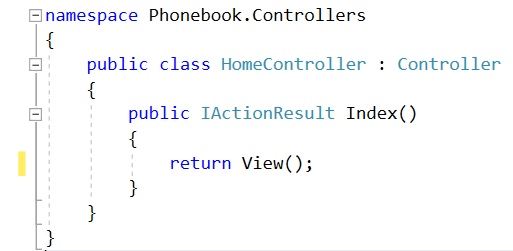 namespace Phonebook.Controllers
{
    public class HomeController : Controller
    {
        public IActionResult Index()
        {
            return View();
        }
    }
}